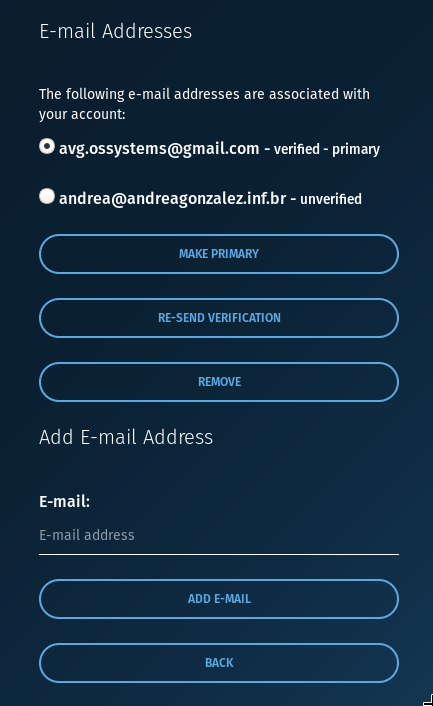 E-mail Addresses
The following e-mail addresses are associated with
your account:
avg.ossystems@gmail.com - verified - primary
andrea@andreagonzalez.inf.br - unverified
MAKE PRIMARY
RE-SEND VERIFICATION
REMOVE
Add E-mail Address
E-mail:
E-mail address
ADD E-MAIL
BACK